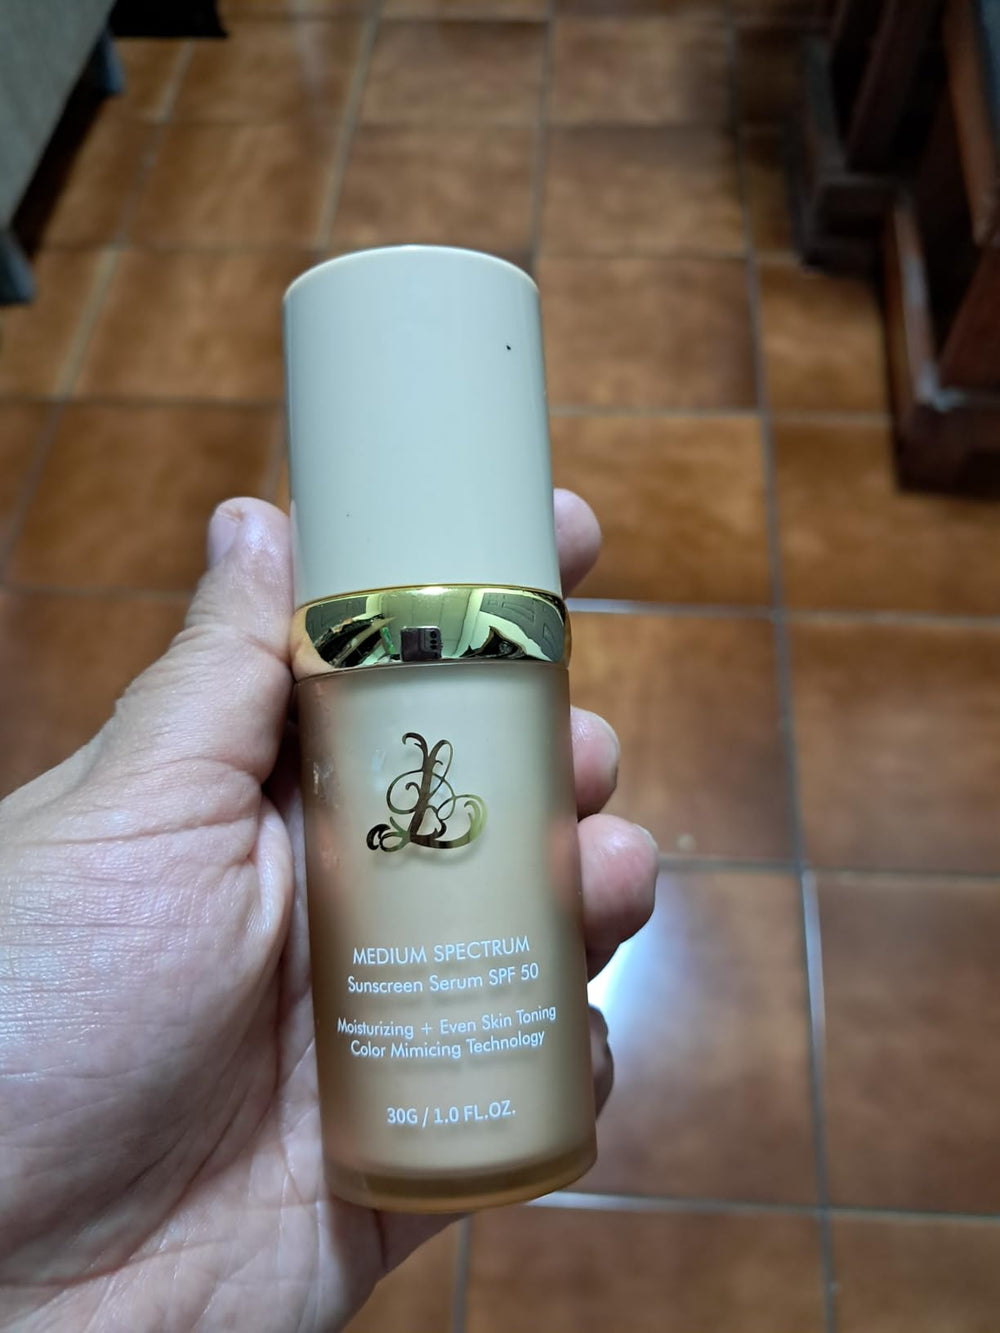 L
MEDIUM SPECTRUM
Sunscreen Serum SPF 50
Moisturizing + Even Skin Toning
Color Mimicing Technology
30G / 1.0 FL.OZ.